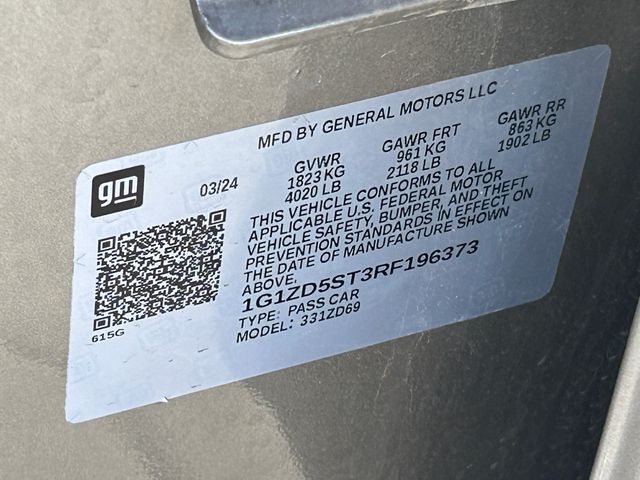 MFD BY GENERAL MOTORS LLC
gm
03/24
GVWR
1823 KG
4020 LB
GAWR FRT
961 KG
2118 LB
GAWR RR
863 KG
1902 LB
THIS VEHICLE CONFORMS TO ALL
APPLICABLE U.S. FEDERAL MOTOR
VEHICLE SAFETY, BUMPER, AND THEFT
PREVENTION STANDARDS IN EFFECT ON
THE DATE OF MANUFACTURE SHOWN
ABOVE.
1G1ZD5ST3RF196373
TYPE: PASS CAR
MODEL: 331ZD69
615G